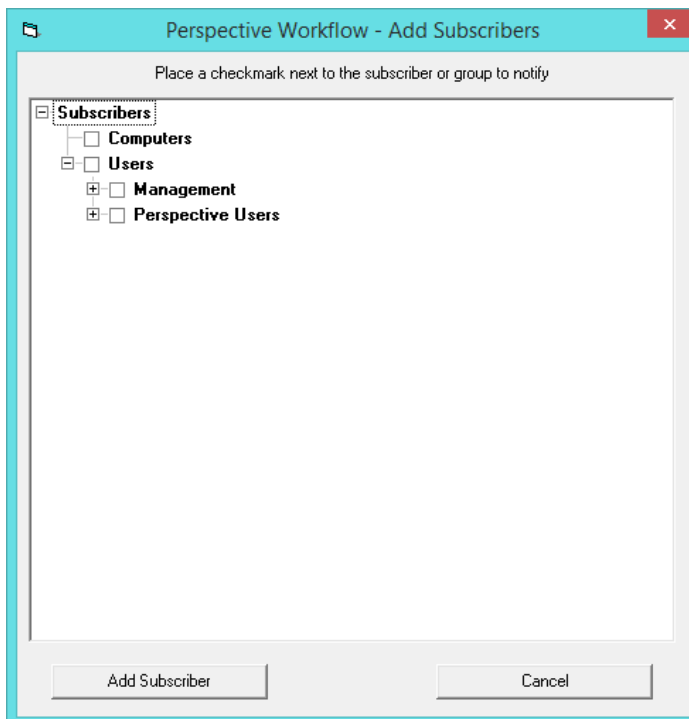 Perspective Workflow - Add Subscribers
Place a checkmark next to the subscriber or group to notify
Subscribers
Computers
Users
Management
Perspective Users
Add Subscriber
Cancel